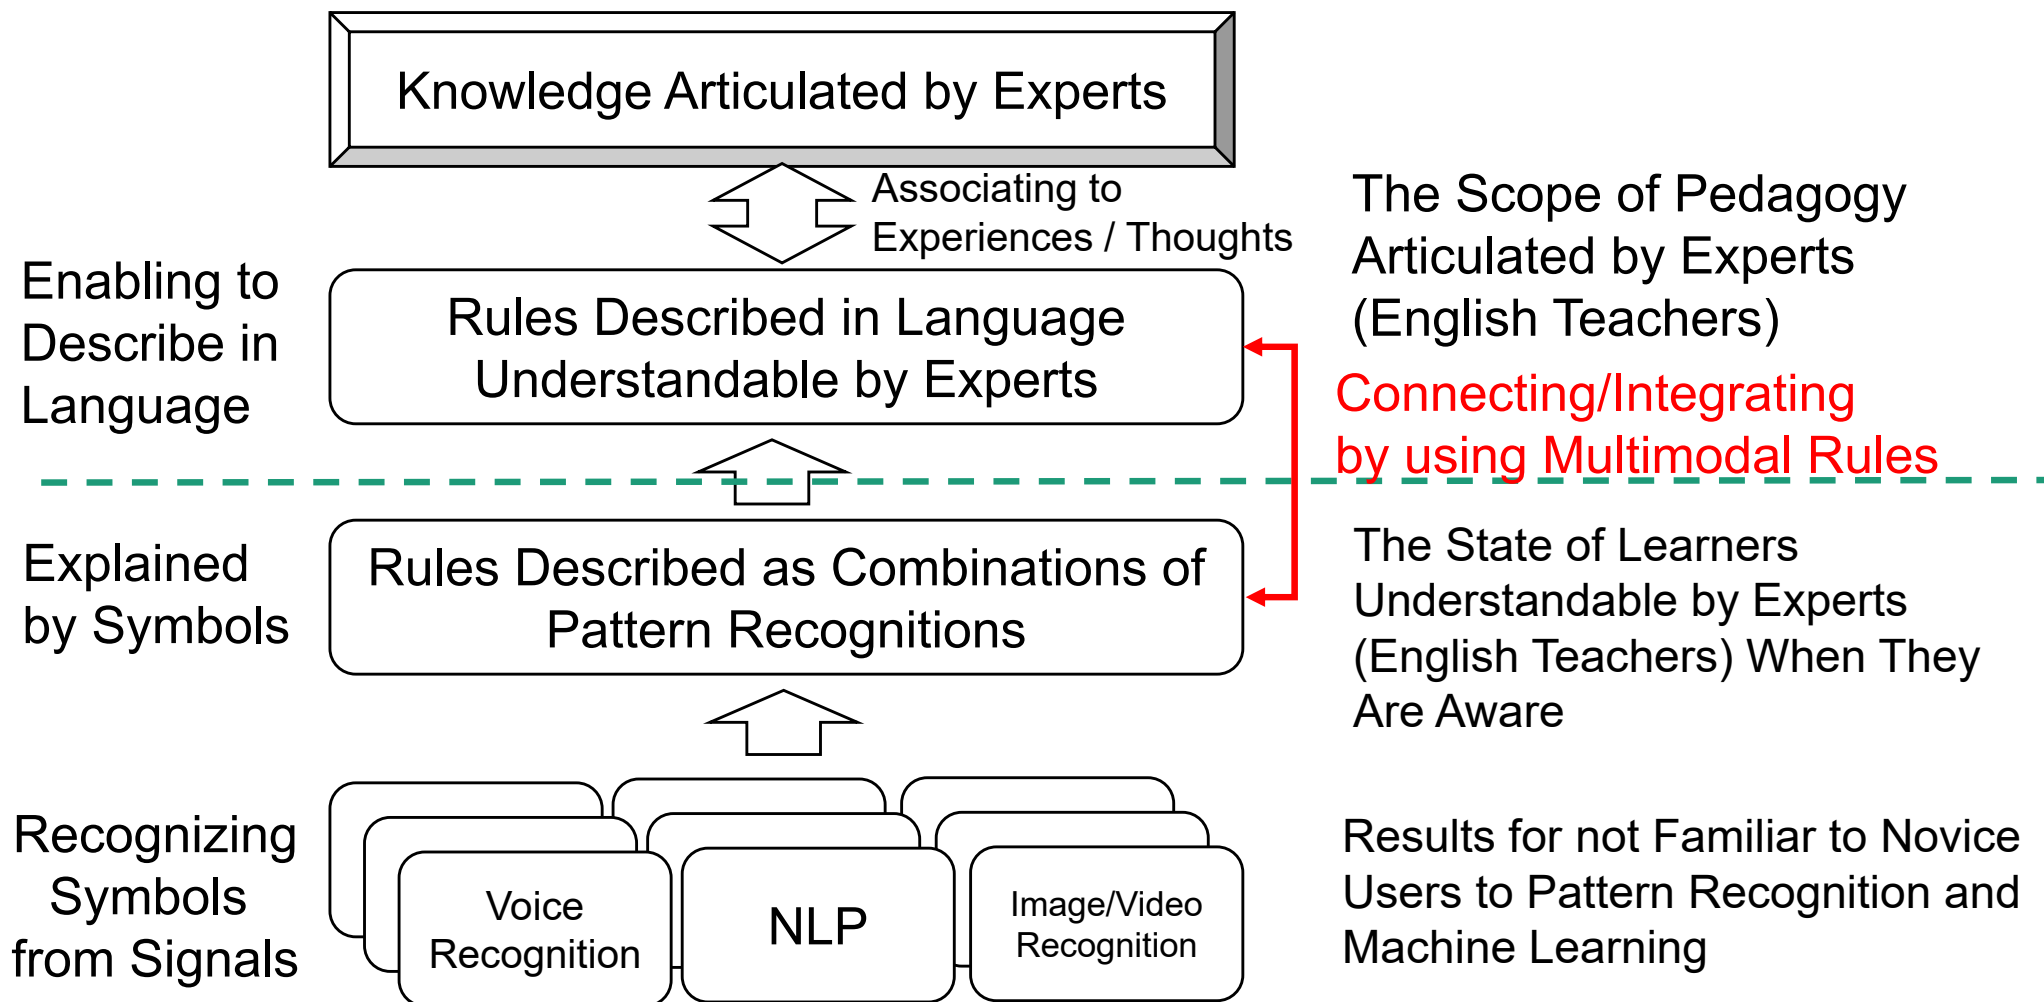 Knowledge Articulated by Experts
Associating to
Experiences / Thoughts
The Scope of Pedagogy
Articulated by Experts
(English Teachers)
Enabling to
Describe in
Language
Rules Described in Language
Understandable by Experts
Connecting/Integrating
by using Multimodal Rules
Explained
by Symbols
Rules Described as Combinations of
Pattern Recognitions
The State of Learners
Understandable by Experts
(English Teachers) When They
Are Aware
Recognizing
Symbols
from Signals
Voice
Recognition
NLP
Image/Video
Recognition
Results for not Familiar to Novice
Users to Pattern Recognition and
Machine Learning